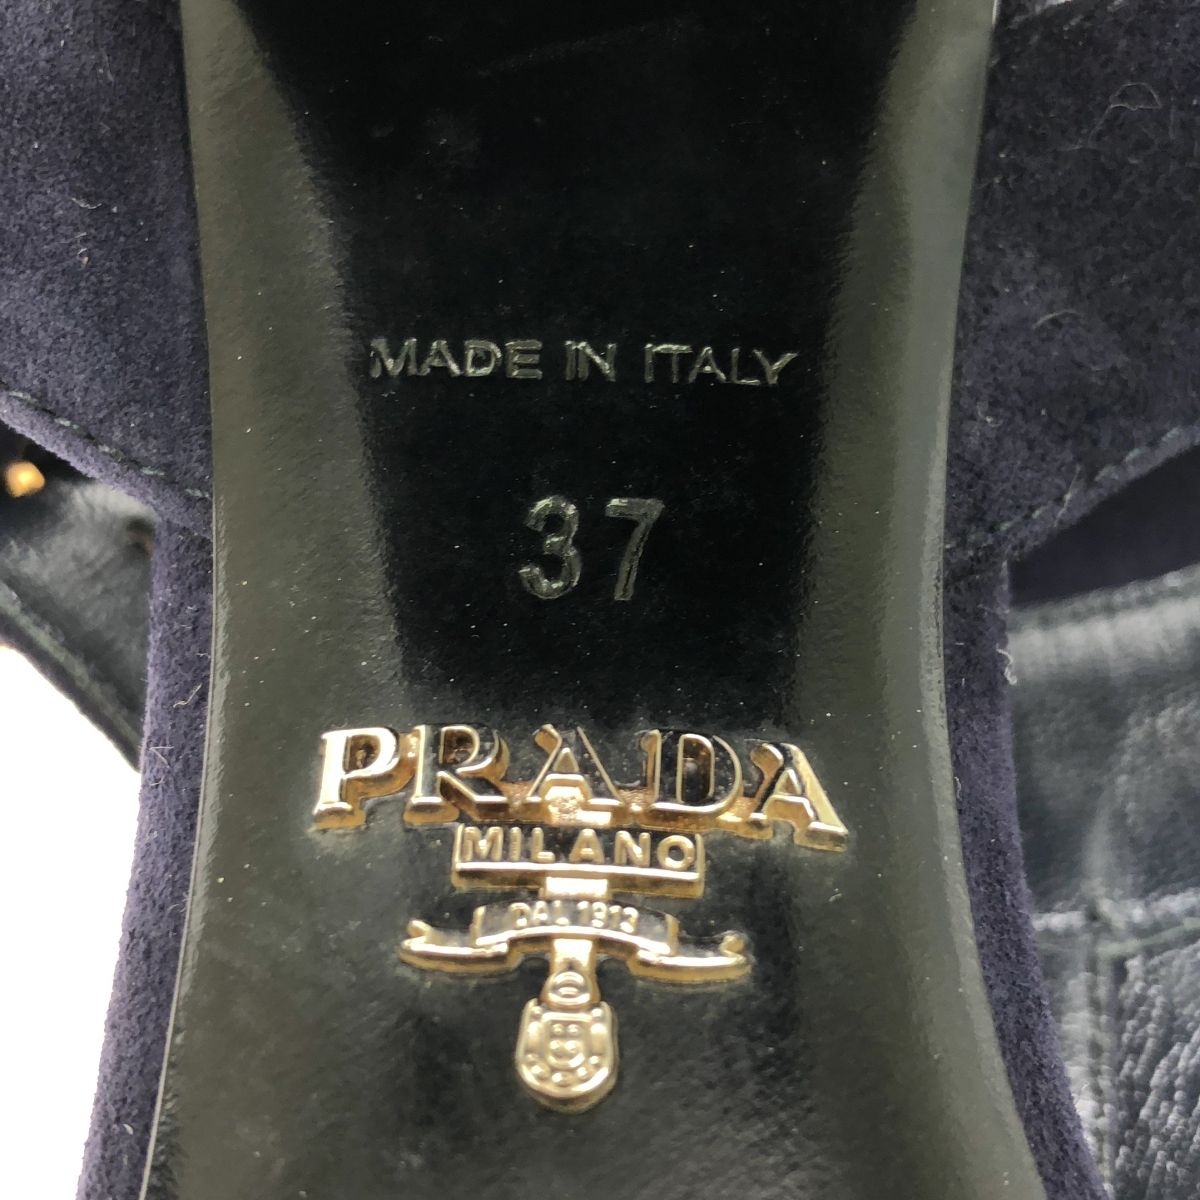 MADE IN ITALY
37
PRADA
MILANO
DAL 1913